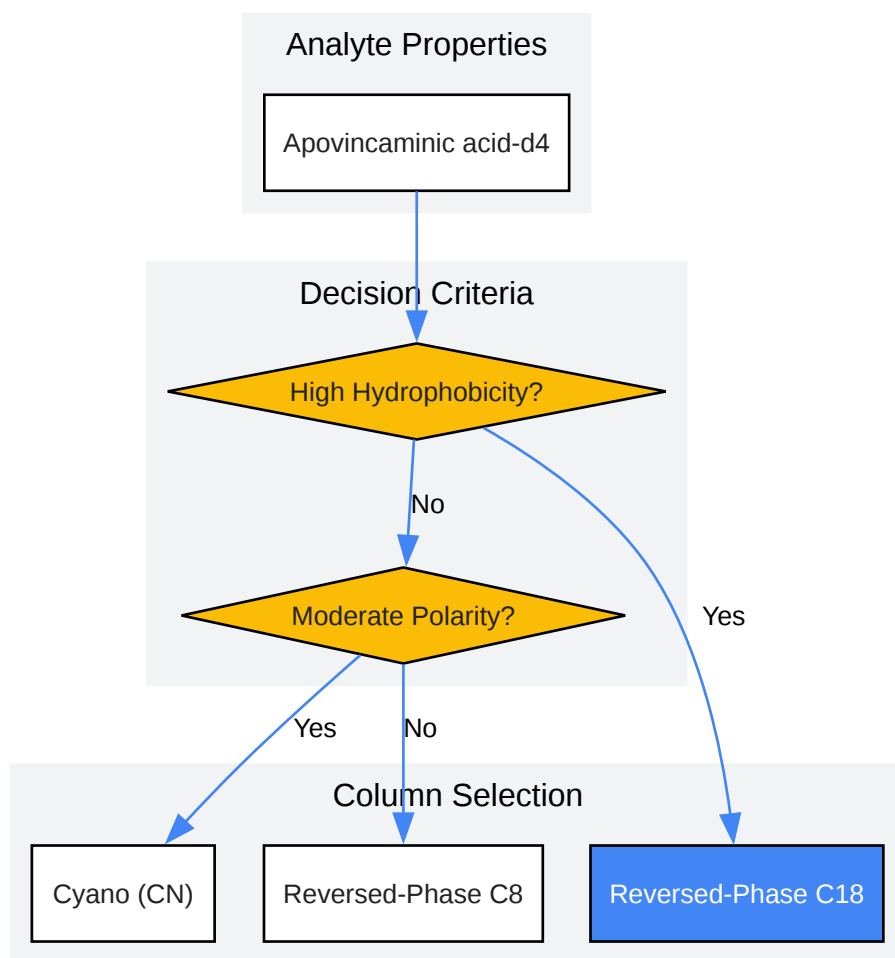 Analyte Properties
Apovincaminic acid-d4
Decision Criteria
High Hydrophobicity?
No
Moderate Polarity?
Yes
Yes
No
Column Selection
Cyano (CN)
Reversed-Phase C8
Reversed-Phase C18